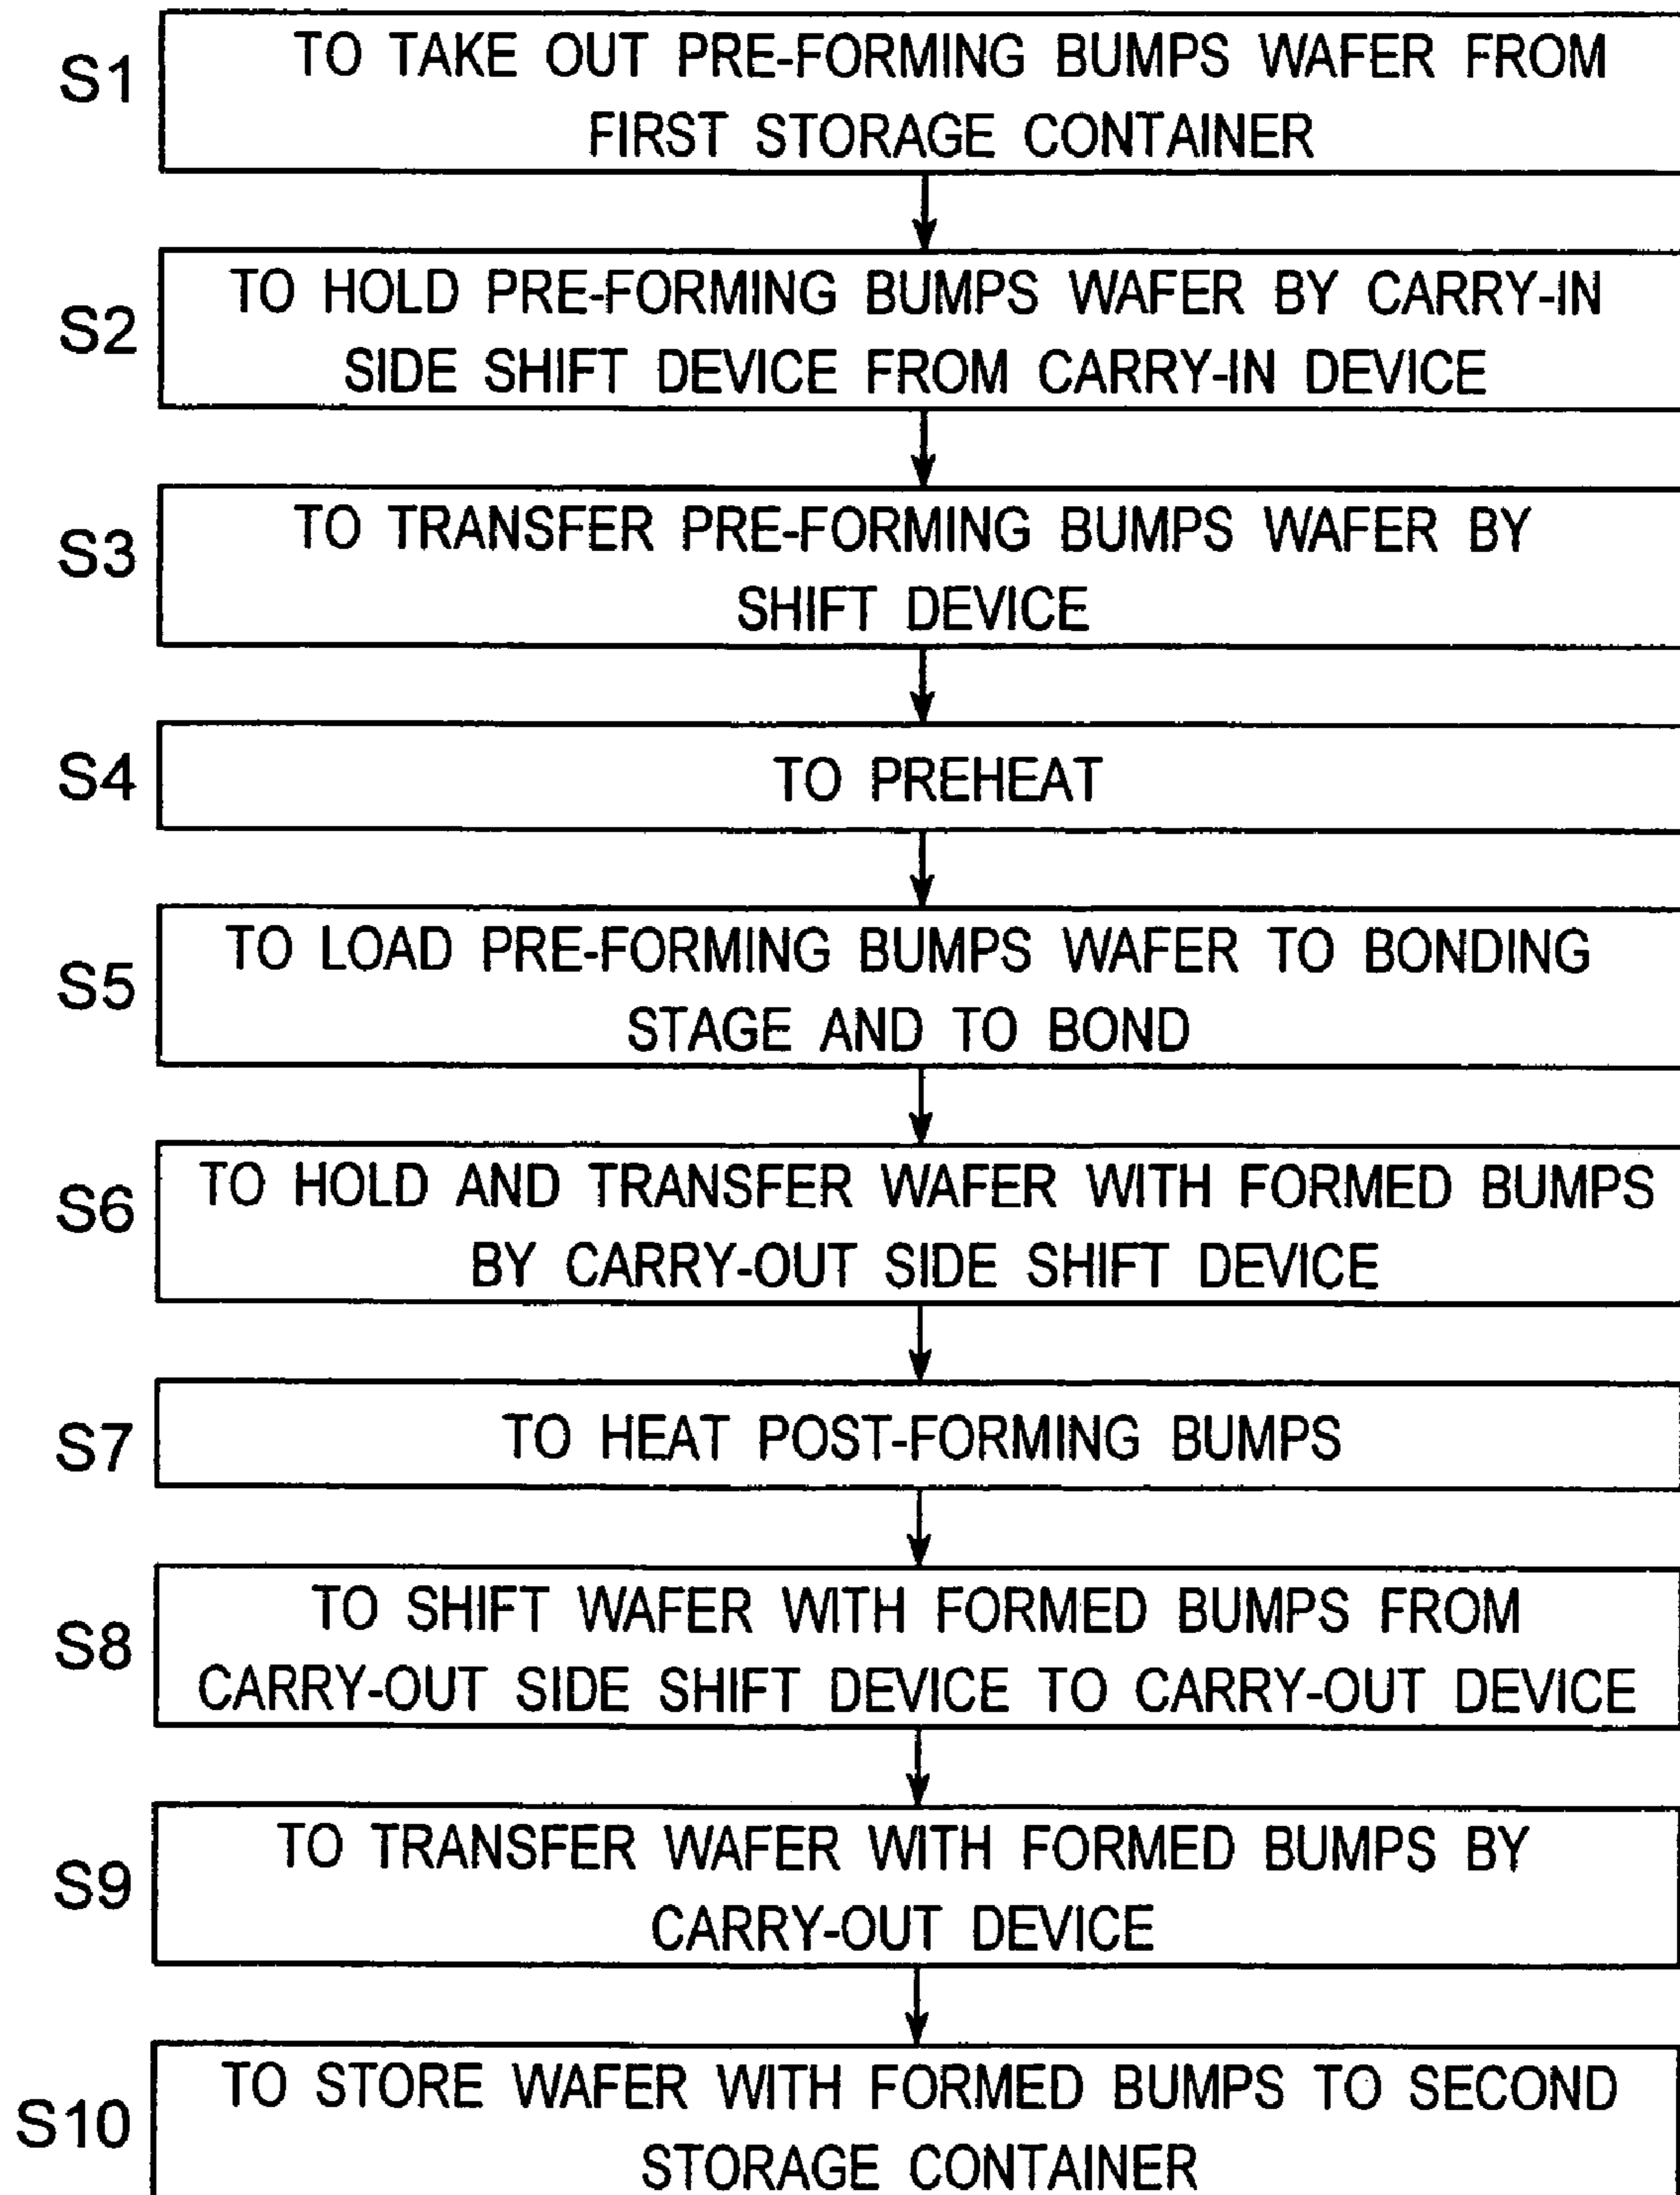 S1
TO TAKE OUT PRE-FORMING BUMPS WAFER FROM
FIRST STORAGE CONTAINER
S2
TO HOLD PRE-FORMING BUMPS WAFER BY CARRY-IN
SIDE SHIFT DEVICE FROM CARRY-IN DEVICE
S3
TO TRANSFER PRE-FORMING BUMPS WAFER BY
SHIFT DEVICE
S4
TO PREHEAT
S5
TO LOAD PRE-FORMING BUMPS WAFER TO BONDING
STAGE AND TO BOND
S6
TO HOLD AND TRANSFER WAFER WITH FORMED BUMPS
BY CARRY-OUT SIDE SHIFT DEVICE
S7
TO HEAT POST-FORMING BUMPS
S8
TO SHIFT WAFER WITH FORMED BUMPS FROM
CARRY-OUT SIDE SHIFT DEVICE TO CARRY-OUT DEVICE
S9
TO TRANSFER WAFER WITH FORMED BUMPS BY
CARRY-OUT DEVICE
S10
TO STORE WAFER WITH FORMED BUMPS TO SECOND
STORAGE CONTAINER